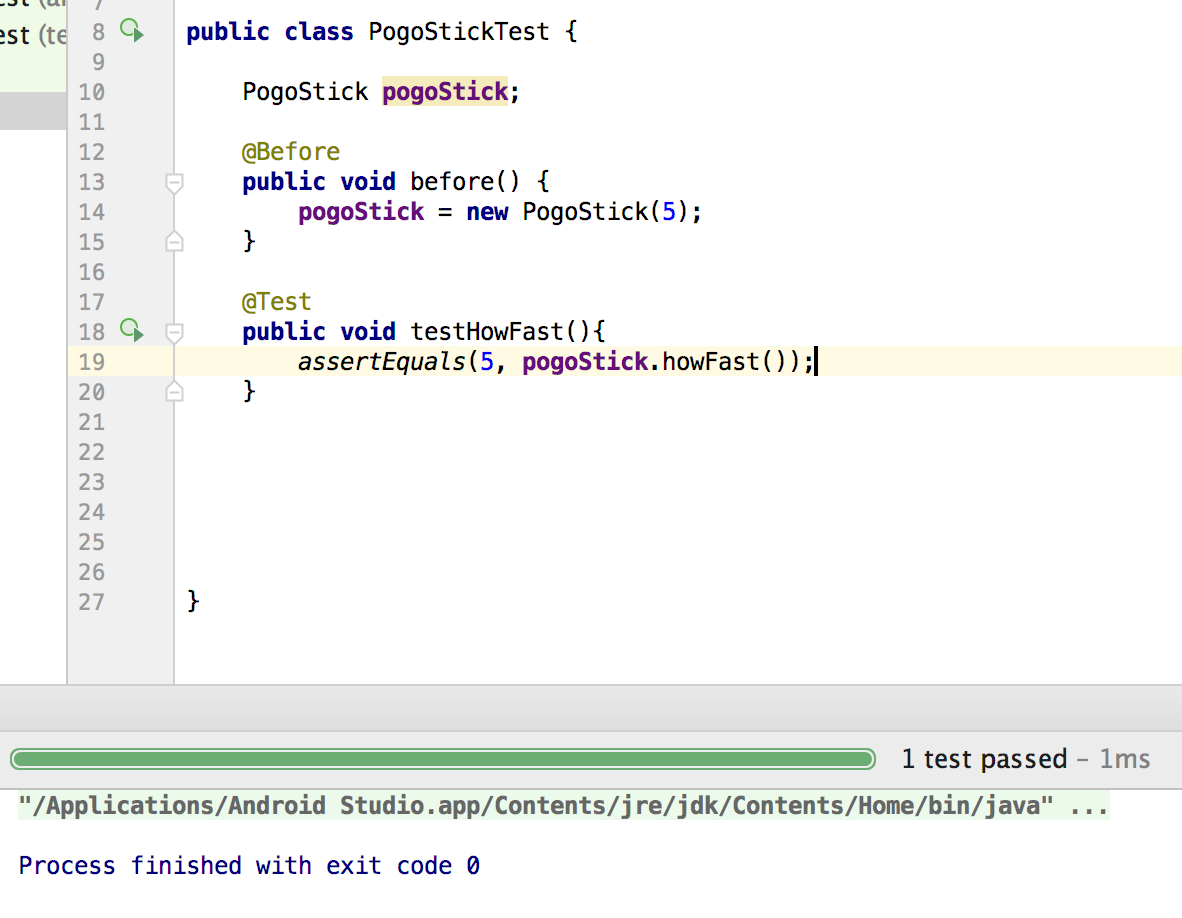 7
8 public class PogoStickTest {
9
10 PogoStick pogoStick;
11
12 @Before
13 public void before() {
14 pogoStick = new PogoStick(5);
15 }
16
17 @Test
18 public void testHowFast(){
19 assertEquals(5, pogoStick.howFast());
20 }
21
22
23
24
25
26
27 }
1 test passed – 1ms
"/Applications/Android Studio.app/Contents/jre/jdk/Contents/Home/bin/java" ...
Process finished with exit code 0